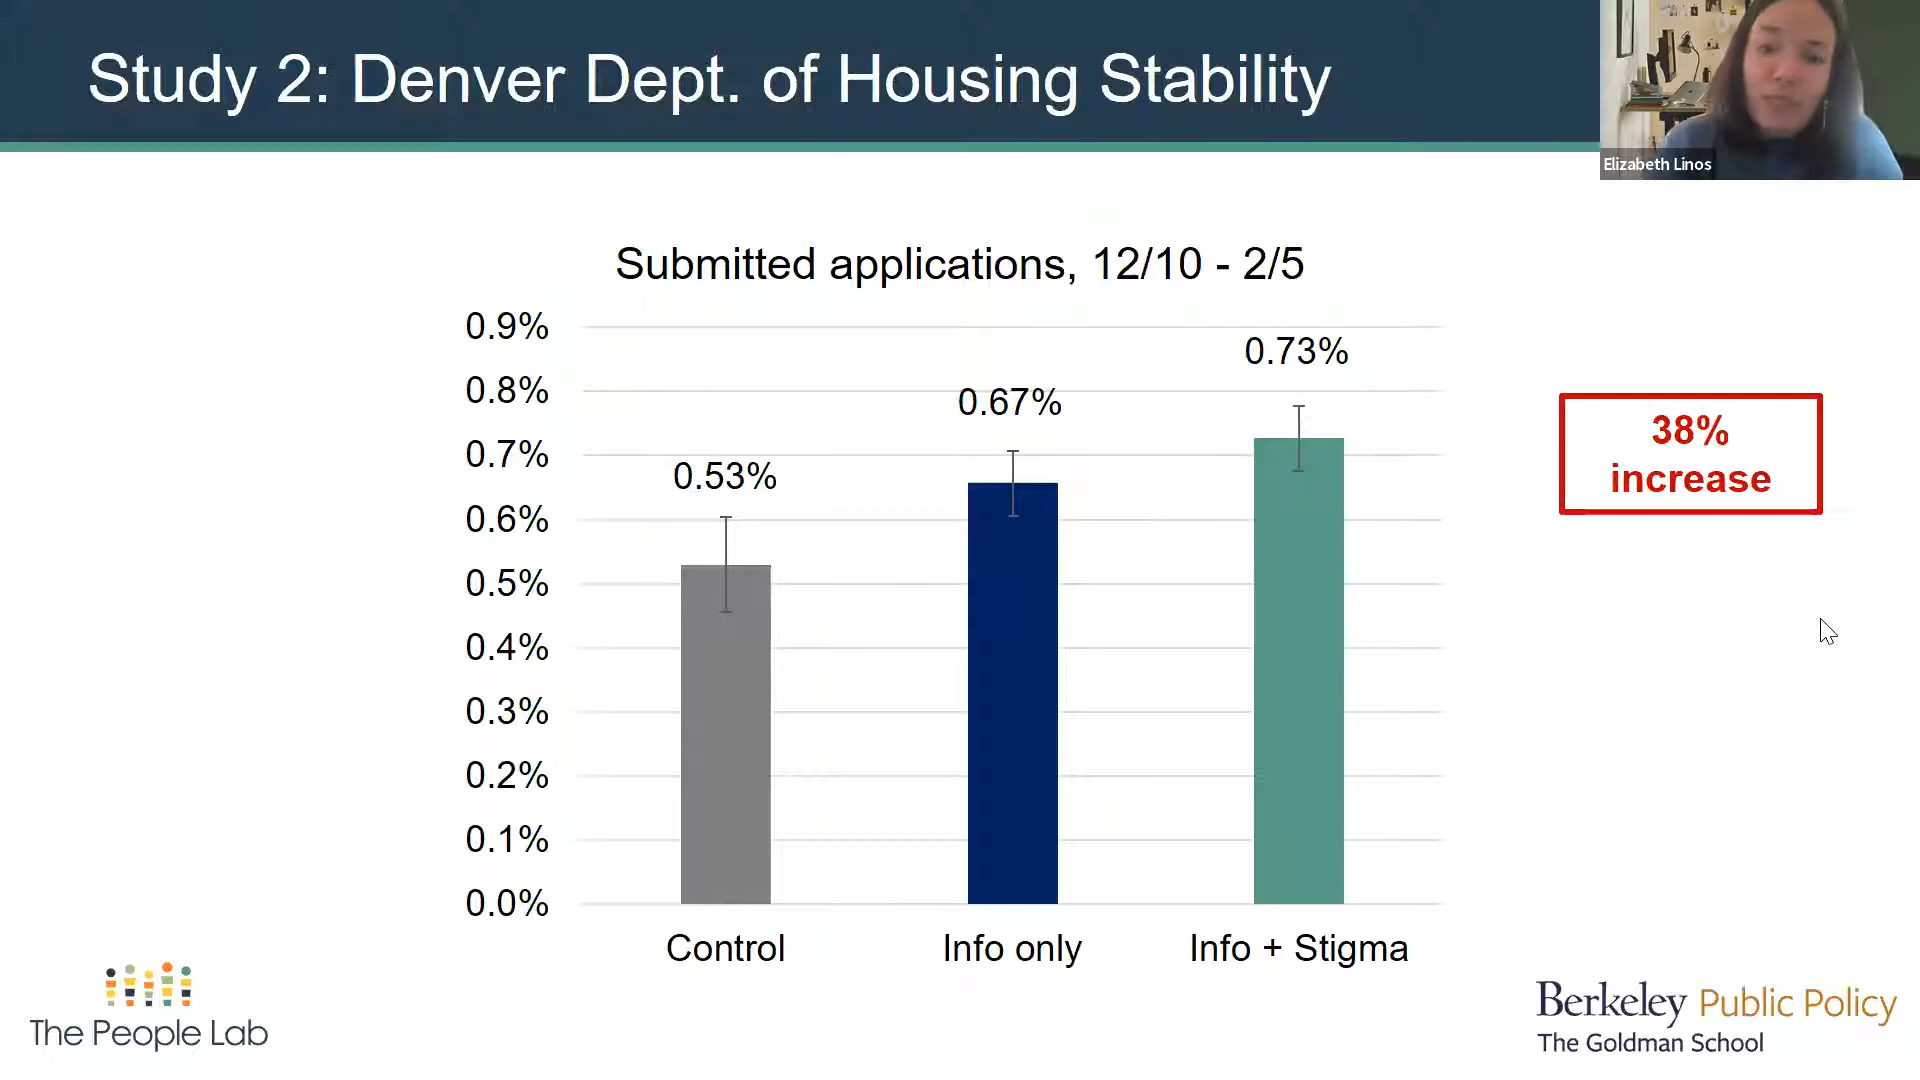 Study 2: Denver Dept. of Housing Stability
Elizabeth Linos
Submitted applications, 12/10 - 2/5
0.9%
0.8%
0.7%
0.6%
0.5%
0.4%
0.3%
0.2%
0.1%
0.0%
0.53%
0.67%
0.73%
Control
Info only
Info + Stigma
38%
increase
The People Lab
Berkeley Public Policy
The Goldman School